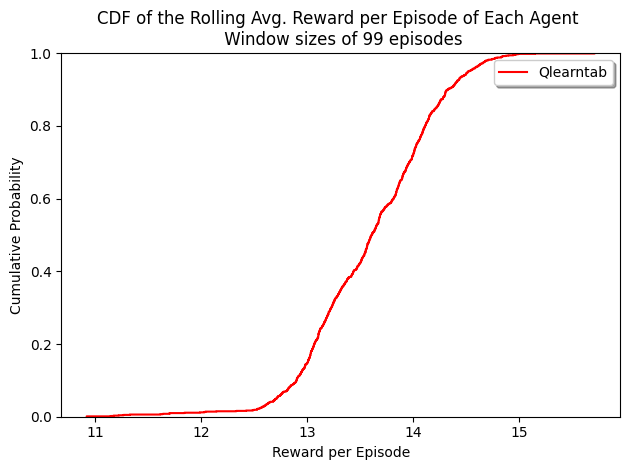 CDF of the Rolling Avg. Reward per Episode of Each Agent
Window sizes of 99 episodes
Qlearntab
1.0
0.8
0.6
0.4
0.2
0.0
Cumulative Probability
11 12 13 14 15
Reward per Episode